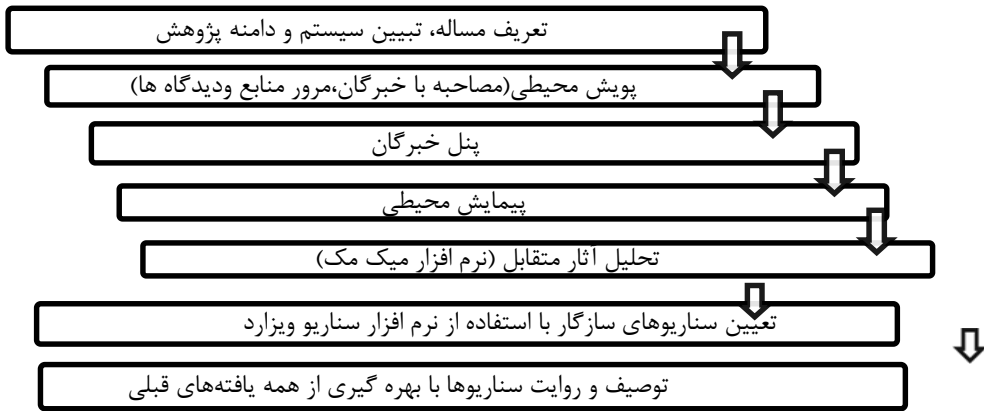 تعریف مساله، تبیین سیستم و دامنه پژوهش
پویش محیطی(مصاحبه با خبرگان،مرور منابع ودیدگاه ها)
پنل خبرگان
پیمایش محیطی
تحلیل آثار متقابل (نرم افزار میک مک)
تعیین سناریوهای سازگار با استفاده از نرم افزار سناریو ویزارد
توصیف و روایت سناریوها با بهره گیری از همه یافته‌های قبلی